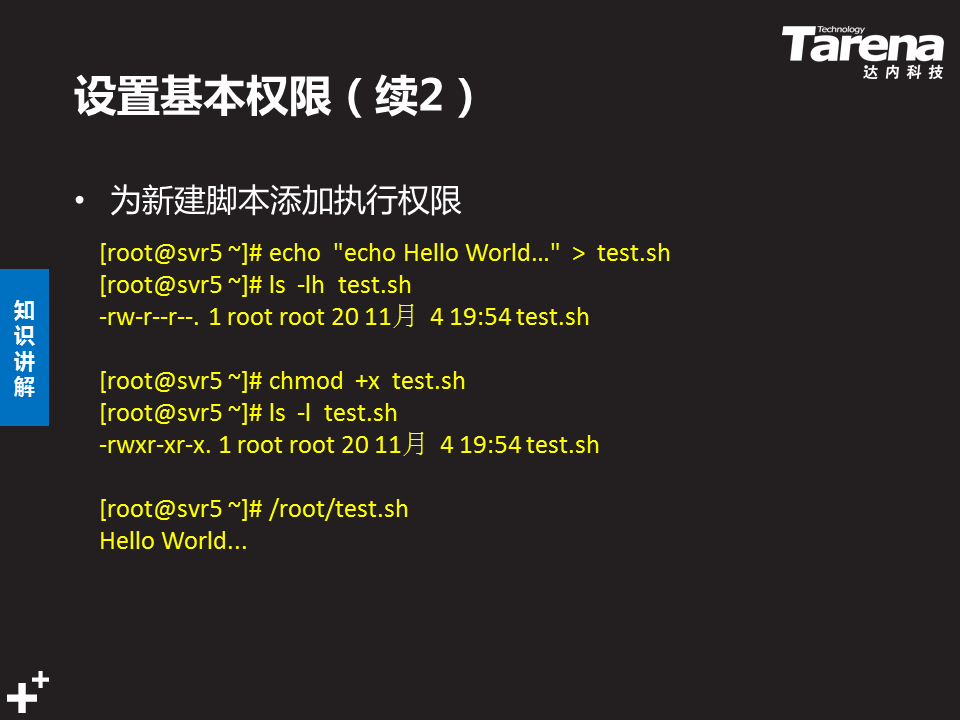 Technology
Tarena
达内科技
设置基本权限（续2）
• 为新建脚本添加执行权限
[root@svr5 ~]# echo  "echo Hello World..."  >  test.sh
[root@svr5 ~]# ls  -lh  test.sh
-rw-r--r--.  1 root root 20 11月  4 19:54 test.sh
[root@svr5 ~]# chmod  +x  test.sh
[root@svr5 ~]# ls  -l  test.sh
-rwxr-xr-x. 1 root root 20 11月  4 19:54 test.sh
[root@svr5 ~]# /root/test.sh
Hello World...
知识讲解